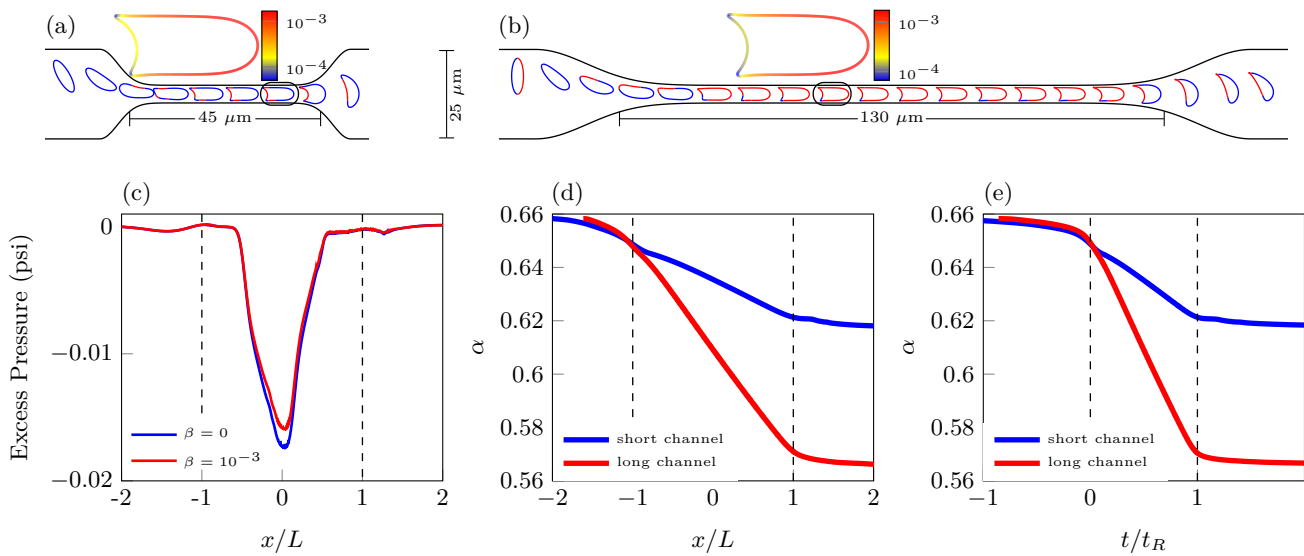 (a)
10⁻³
10⁻⁴
45 μm
25 μm
(b)
10⁻³
10⁻⁴
130 μm
(c)
0
−0.01
−0.02
-2
-1
0
1
2
Excess Pressure (psi)
x/L
β = 0
β = 10⁻³
(d)
0.66
0.64
0.62
0.6
0.58
0.56
−2
−1
0
1
2
α
x/L
short channel
long channel
(e)
0.66
0.64
0.62
0.6
0.58
0.56
−1
0
1
α
t/t_R
short channel
long channel